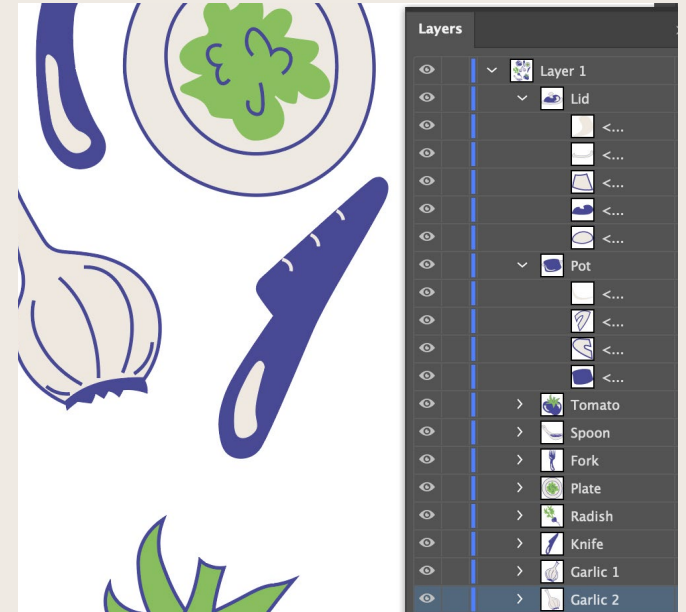 Layers
Layer 1
Lid
<...
<...
<...
<...
<...
Pot
<...
<...
<...
<...
Tomato
Spoon
Fork
Plate
Radish
Knife
Garlic 1
Garlic 2